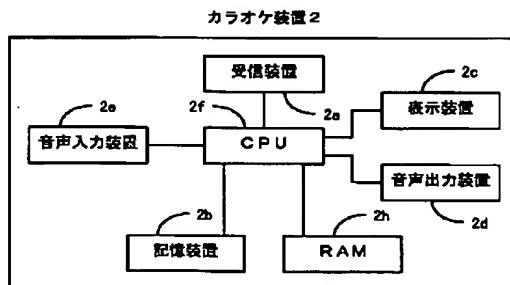 カラオケ装置2
受信装置
2a
2c
表示装置
2e
音声入力装置
2f
CPU
音声出力装置
2d
2b
記憶装置
2h
RAM